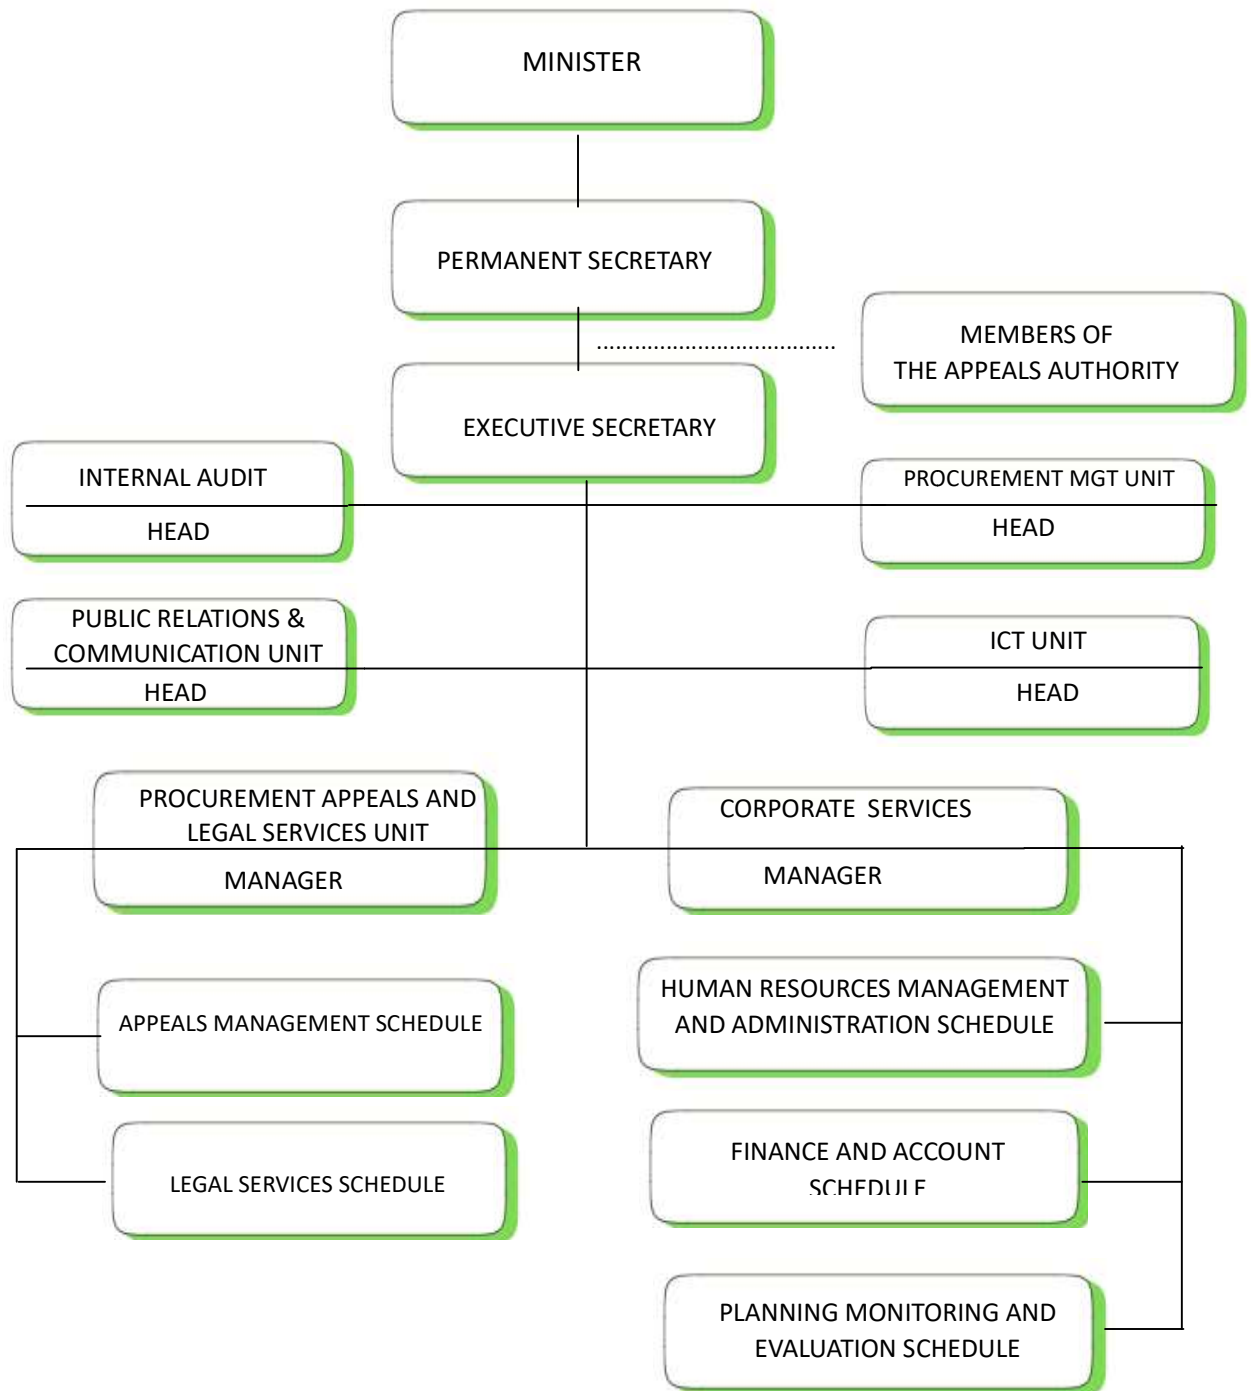 MINISTER
PERMANENT SECRETARY
MEMBERS OF
THE APPEALS AUTHORITY
EXECUTIVE SECRETARY
INTERNAL AUDIT
HEAD
PROCUREMENT MGT UNIT
HEAD
PUBLIC RELATIONS &
COMMUNICATION UNIT
HEAD
ICT UNIT
HEAD
PROCUREMENT APPEALS AND
LEGAL SERVICES UNIT
MANAGER
CORPORATE SERVICES
MANAGER
APPEALS MANAGEMENT SCHEDULE
LEGAL SERVICES SCHEDULE
HUMAN RESOURCES MANAGEMENT
AND ADMINISTRATION SCHEDULE
FINANCE AND ACCOUNT
SCHEDULE
PLANNING MONITORING AND
EVALUATION SCHEDULE